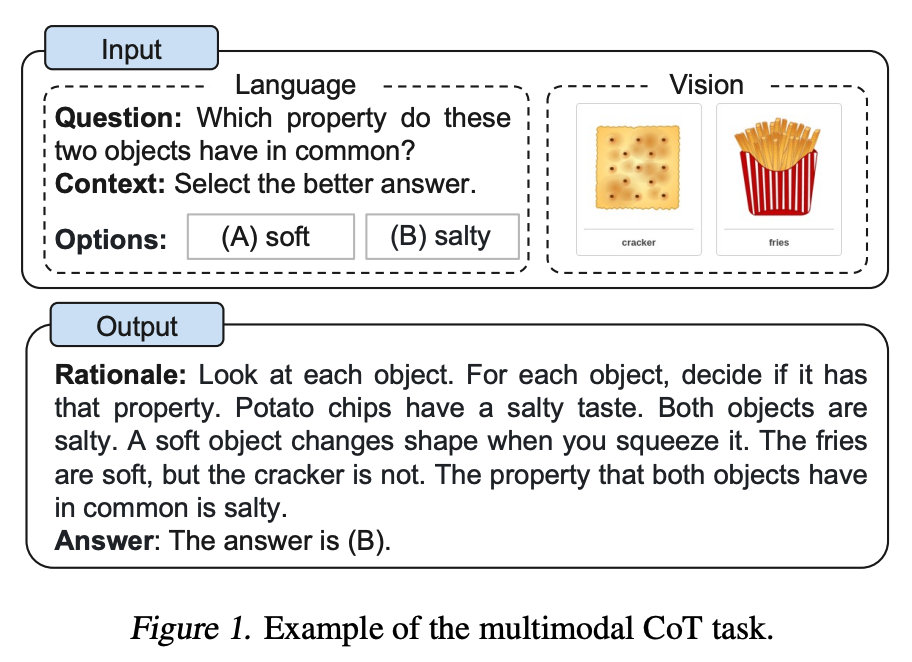 Input
Language
Question: Which property do these
two objects have in common?
Context: Select the better answer.
Options: (A) soft (B) salty
Vision
cracker
fries
Output
Rationale: Look at each object. For each object, decide if it has
that property. Potato chips have a salty taste. Both objects are
salty. A soft object changes shape when you squeeze it. The fries
are soft, but the cracker is not. The property that both objects have
in common is salty.
Answer: The answer is (B).
Figure 1. Example of the multimodal CoT task.